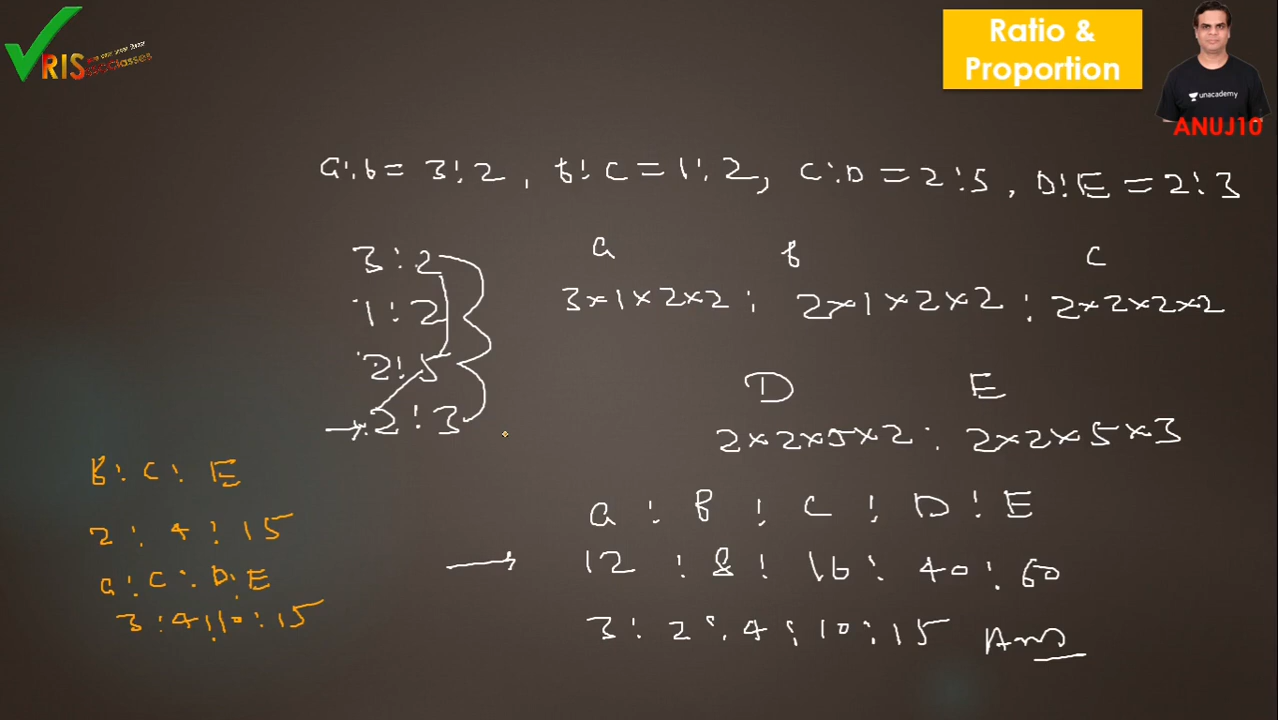 RIS
Ratio &
Proportion
unacademy
ANUJ10
a:b = 3:2, b:C = 1:2, C:D = 2:5, D:E = 2:3
3:2
1:2
2:5
→ 2:3
a b C
3×1×2×2 : 2×1×2×2 : 2×2×2×2
D E
2×2×5×2 : 2×2×5×3
a : b : C : D : E
→ 12 : 8 : 16 : 40 : 60
3 : 2 : 4 : 10 : 15 Ans
b : C : E
2 : 4 : 15
a : C : D : E
3 : 4 : 10 : 15